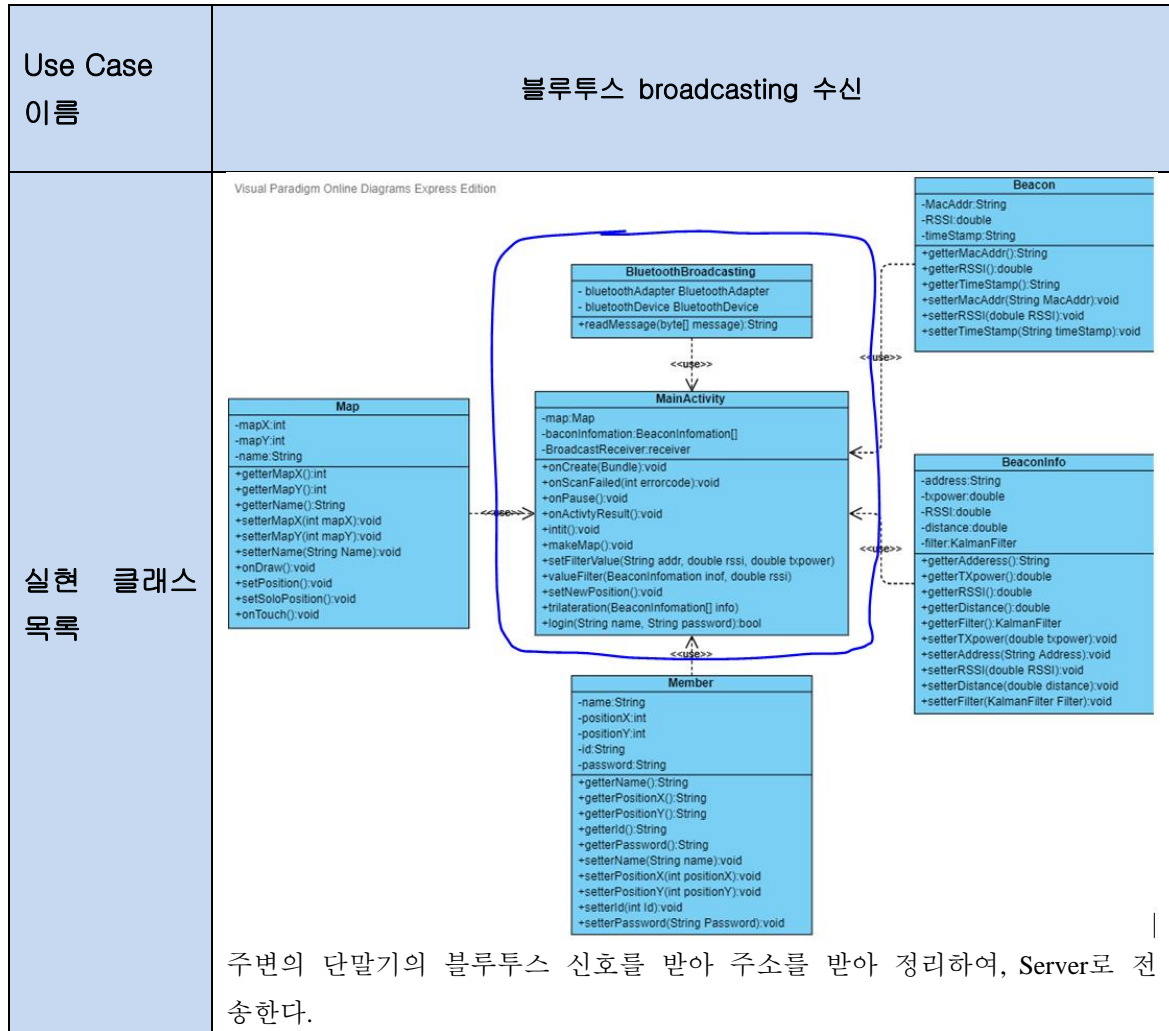 Use Case
이름
블루투스 broadcasting 수신
실현 클래스
목록
Visual Paradigm Online Diagrams Express Edition
BluetoothBroadcasting
- bluetoothAdapter BluetoothAdapter
- bluetoothDevice BluetoothDevice
+readMessage(byte[] message):String
<<use>>
Beacon
-MacAddr:String
-RSSI:double
-timeStamp:String
+getterMacAddr():String
+getterRSSI():double
+getterTimeStamp():String
+setterMacAddr(String MacAddr):void
+setterRSSI(dobule RSSI):void
+setterTimeStamp(String timeStamp):void
<<use>>
Map
-mapX:int
-mapY:int
-name:String
+getterMapX():int
+getterMapY():int
+getterName():String
+setterMapX(int mapX):void
+setterMapY(int mapY):void
+setterName(String Name):void
+onDraw():void
+setPosition():void
+setSoloPosition():void
+onTouch():void
<<use>>
MainActivity
-map:Map
-baconInfomation:BeaconInfomation[]
-BroadcastReceiver:receiver
+onCreate(Bundle):void
+onScanFailed(int errorcode):void
+onPause():void
+onActivtyResult():void
+intit():void
+makeMap():void
+setFilterValue(String addr, double rssi, double txpower)
+valueFilter(BeaconInfomation inof, double rssi)
+setNewPosition():void
+trilateration(BeaconInfomation[] info)
+login(String name, String password):bool
<<use>>
BeaconInfo
-address:String
-txpower:double
-RSSI:double
-distance:double
-filter:KalmanFilter
+getterAdderess():String
+getterTXpower():double
+getterRSSI():double
+getterDistance():double
+getterFilter():KalmanFilter
+setterTXpower(double txpower):void
+setterAddress(String Address):void
+setterRSSI(double RSSI):void
+setterDistance(double distance):void
+setterFilter(KalmanFilter Filter):void
<<use>>
Member
-name:String
-positionX:int
-positionY:int
-id:String
-password:String
+getterName():String
+getterPositionX():String
+getterPositionY():String
+getterId():String
+getterPassword():String
+setterName(String name):void
+setterPositionX(int positionX):void
+setterPositionY(int positionY):void
+setterId(int Id):void
+setterPassword(String Password):void
주변의 단말기의 블루투스 신호를 받아 주소를 받아 정리하여, Server로 전
송한다.